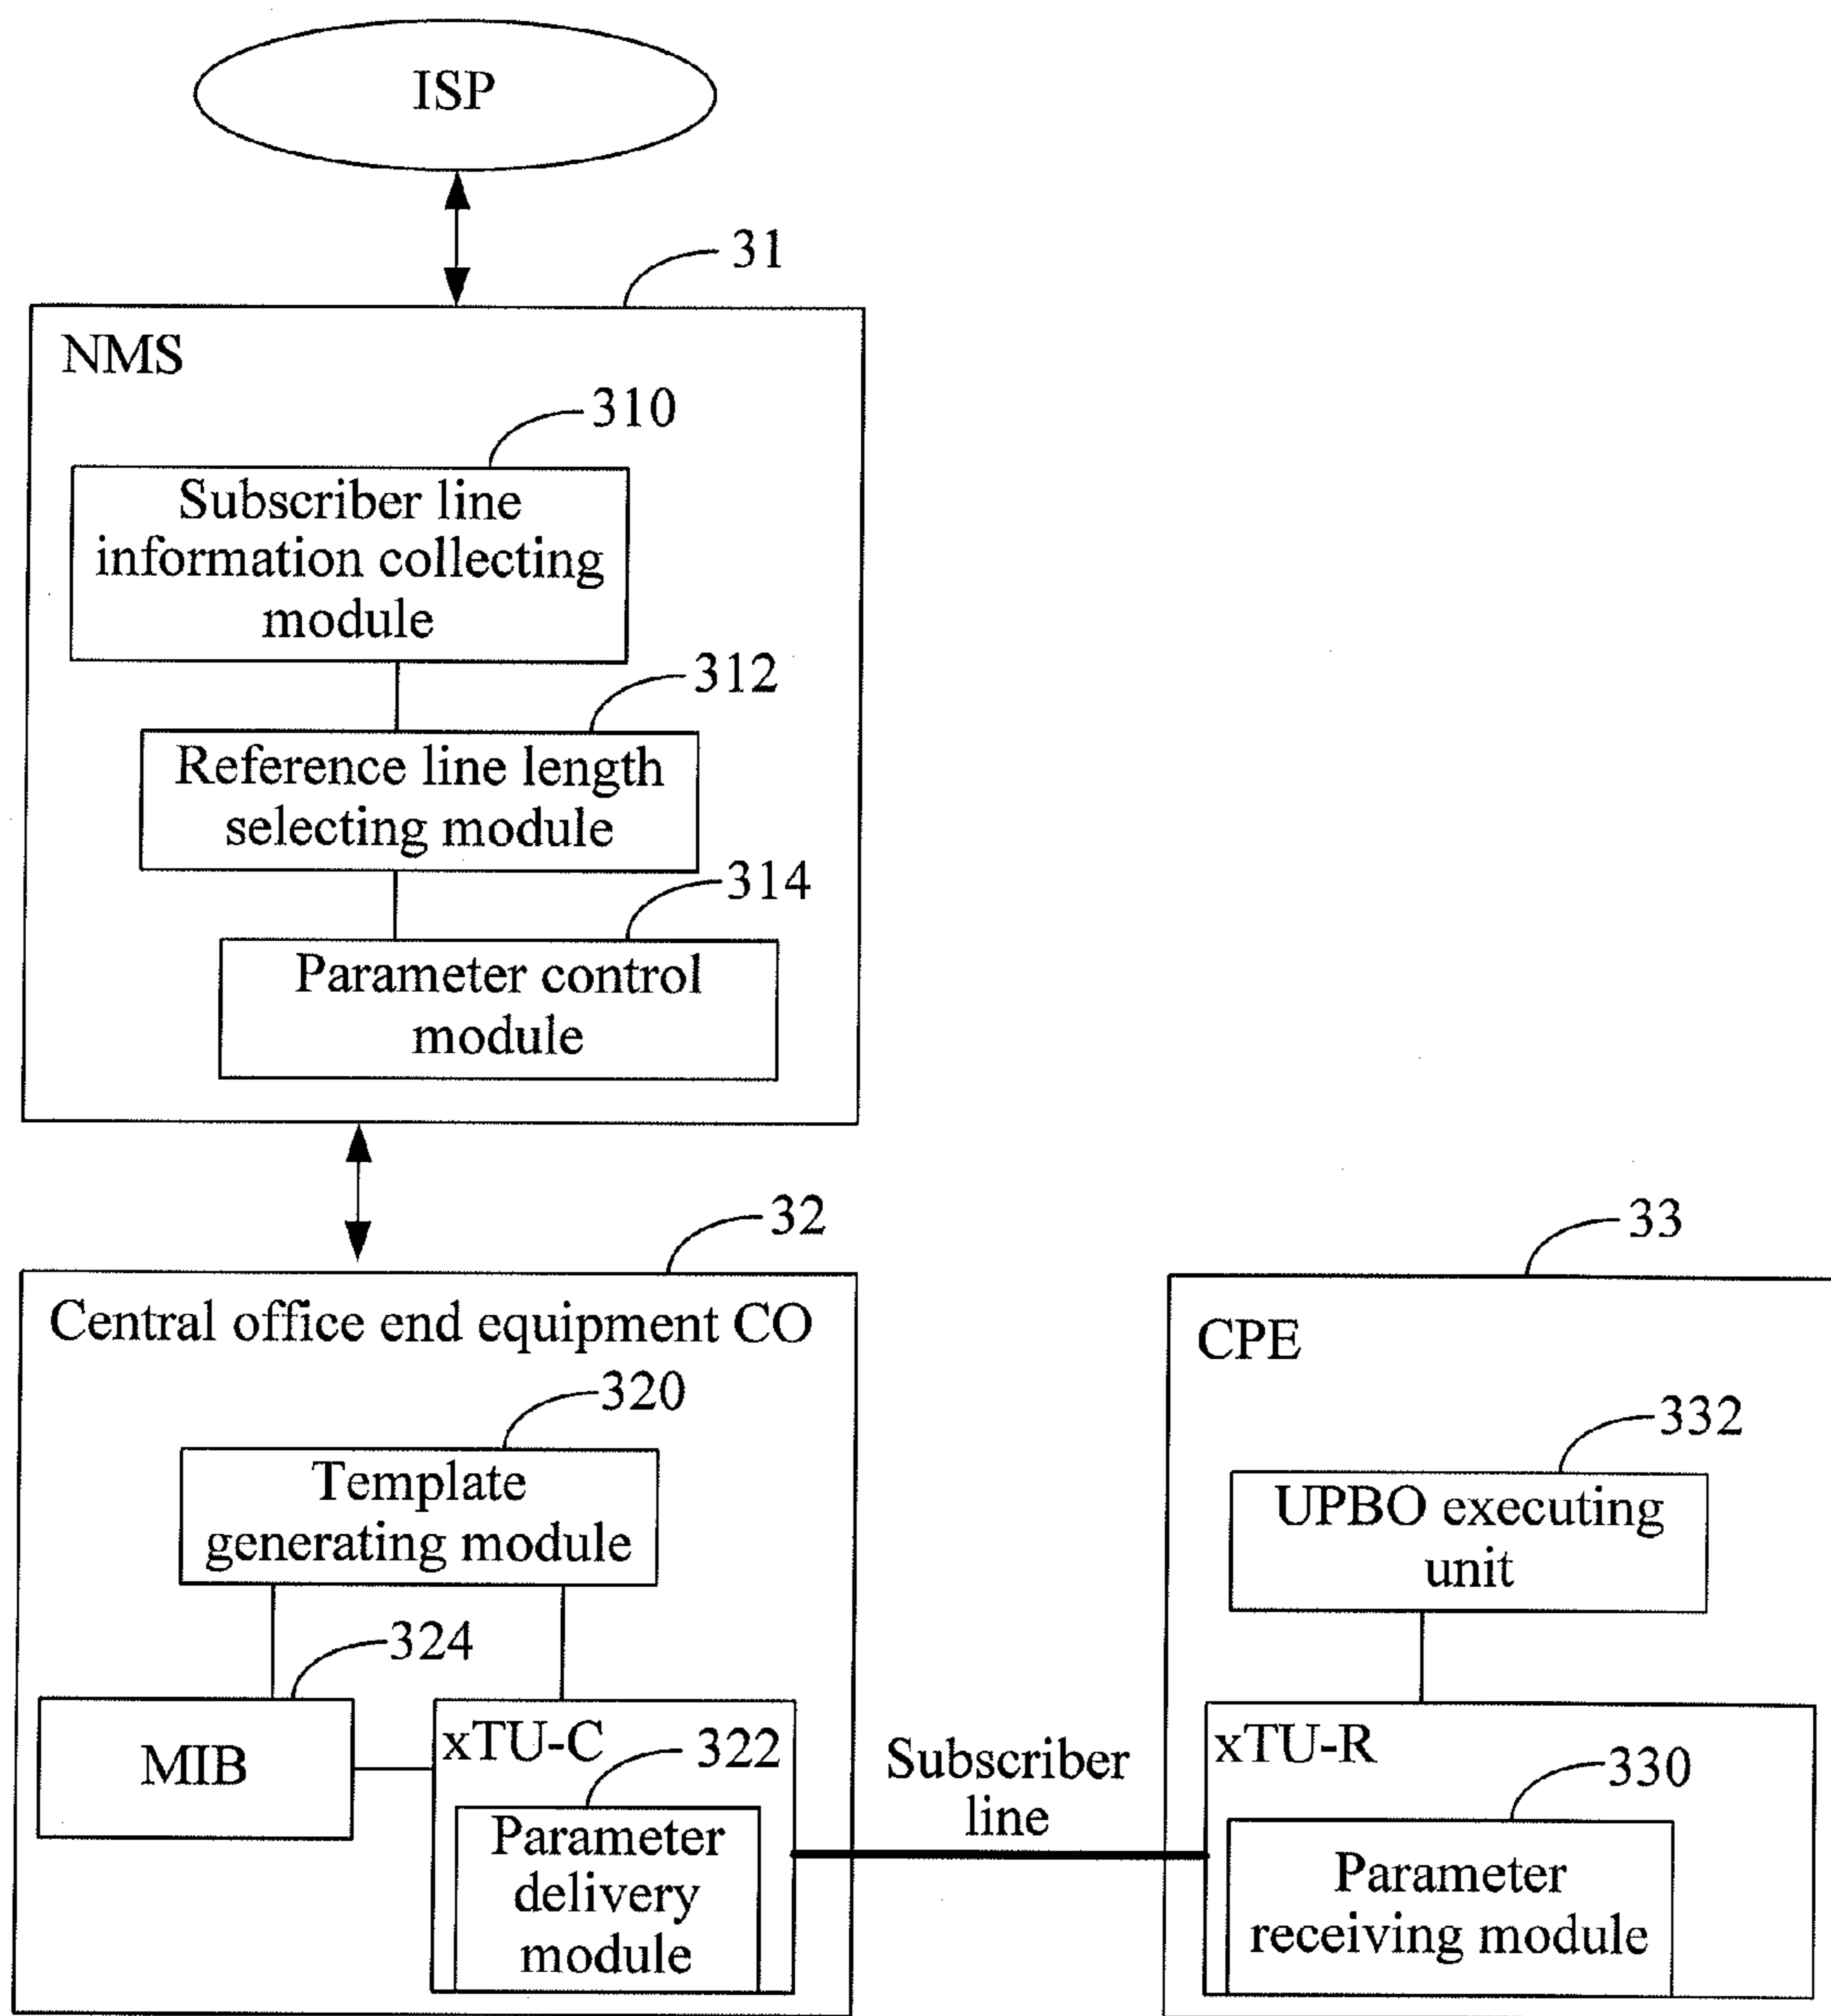 ISP
31
NMS
310
Subscriber line
information collecting
module
312
Reference line length
selecting module
314
Parameter control
module
32
Central office end equipment CO
320
Template
generating module
324
MIB
xTU-C
322
Parameter
delivery
module
Subscriber
line
33
CPE
332
UPBO executing
unit
xTU-R
330
Parameter
receiving module